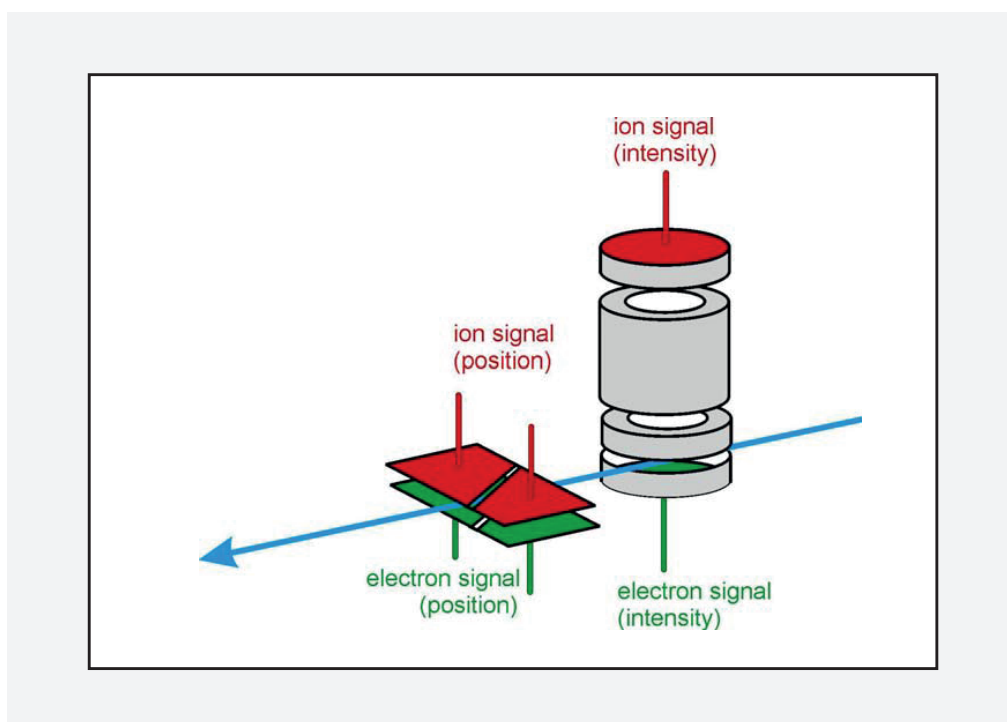 ion signal
(intensity)
ion signal
(position)
electron signal
(position)
electron signal
(intensity)